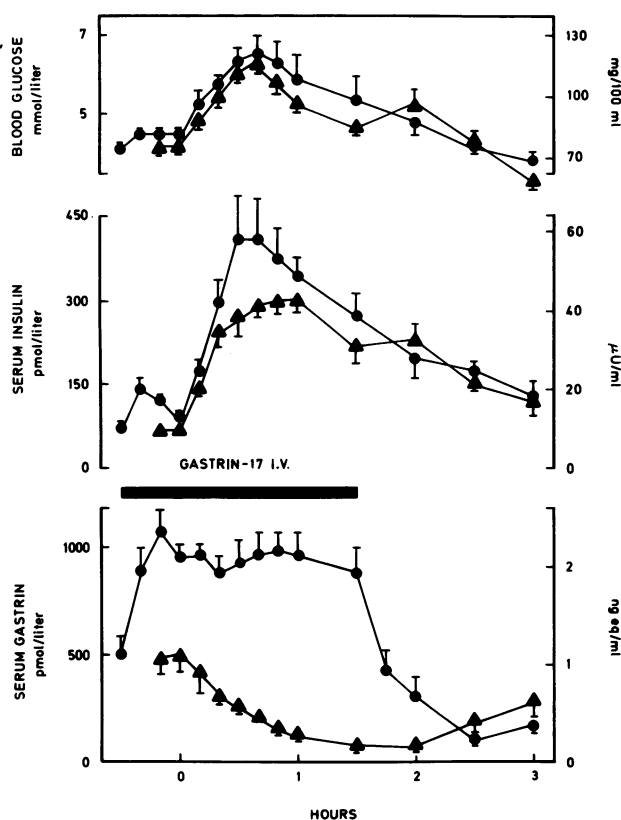 BLOOD GLUCOSE
mmol/liter
7
5
130
100
70
mg/100 ml
SERUM INSULIN
pmol/liter
450
300
150
0
60
40
20
0
μU/ml
GASTRIN-17 I.V.
SERUM GASTRIN
pmol/liter
1000
500
0
2
1
0
ng eq/ml
0 1 2 3
HOURS